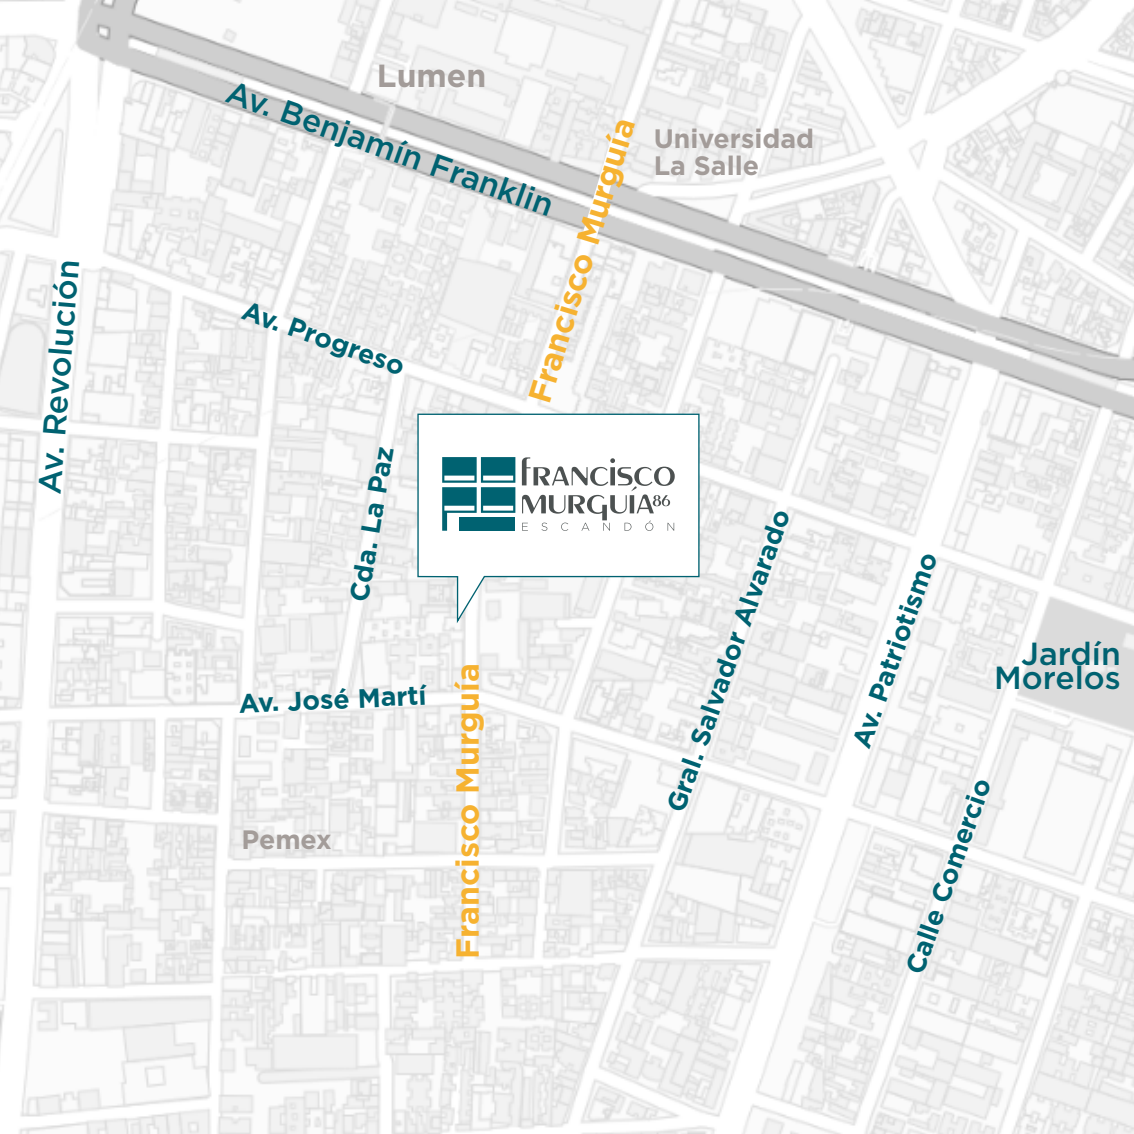 Lumen
Av. Benjamín Franklin
Francisco Murguía
Universidad
La Salle
Av. Revolución
Av. Progreso
Cda. La Paz
fRANCISCO
MURGUÍA86
ESCANDÓN
Gral. Salvador Alvarado
Av. Patriotismo
Jardín
Morelos
Av. José Martí
Francisco Murguía
Pemex
Calle Comercio